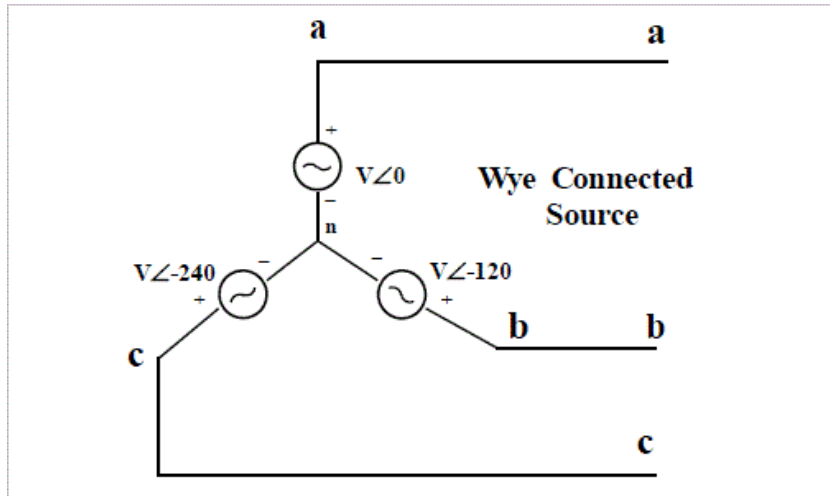 a a
+
V∠0
Wye Connected
Source
−
n
− −
V∠-240 V∠-120
+ +
b b
c
c